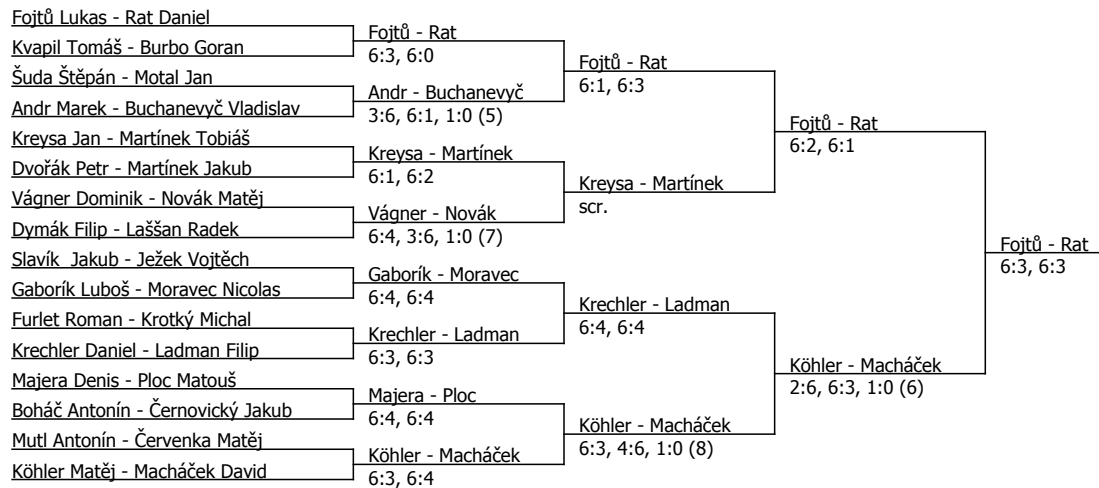 Fojtů Lukas - Rat Daniel
Kvapil Tomáš - Burbo Goran
Šuda Štěpán - Motal Jan
Andr Marek - Buchanevyč Vladislav
Kreysa Jan - Martínek Tobiáš
Dvořák Petr - Martínek Jakub
Vágner Dominik - Novák Matěj
Dymák Filip - Laššan Radek
Slavík  Jakub - Ježek Vojtěch
Gaborík Luboš - Moravec Nicolas
Furlet Roman - Krotký Michal
Krechler Daniel - Ladman Filip
Majera Denis - Ploc Matouš
Boháč Antonín - Černovický Jakub
Mutl Antonín - Červenka Matěj
Köhler Matěj - Macháček David
Fojtů - Rat
6:3, 6:0
Andr - Buchanevyč
3:6, 6:1, 1:0 (5)
Kreysa - Martínek
6:1, 6:2
Vágner - Novák
6:4, 3:6, 1:0 (7)
Gaborík - Moravec
6:4, 6:4
Krechler - Ladman
6:3, 6:3
Majera - Ploc
6:4, 6:4
Köhler - Macháček
6:3, 6:4
Fojtů - Rat
6:1, 6:3
Kreysa - Martínek
scr.
Krechler - Ladman
6:4, 6:4
Köhler - Macháček
6:3, 4:6, 1:0 (8)
Fojtů - Rat
6:2, 6:1
Köhler - Macháček
2:6, 6:3, 1:0 (6)
Fojtů - Rat
6:3, 6:3